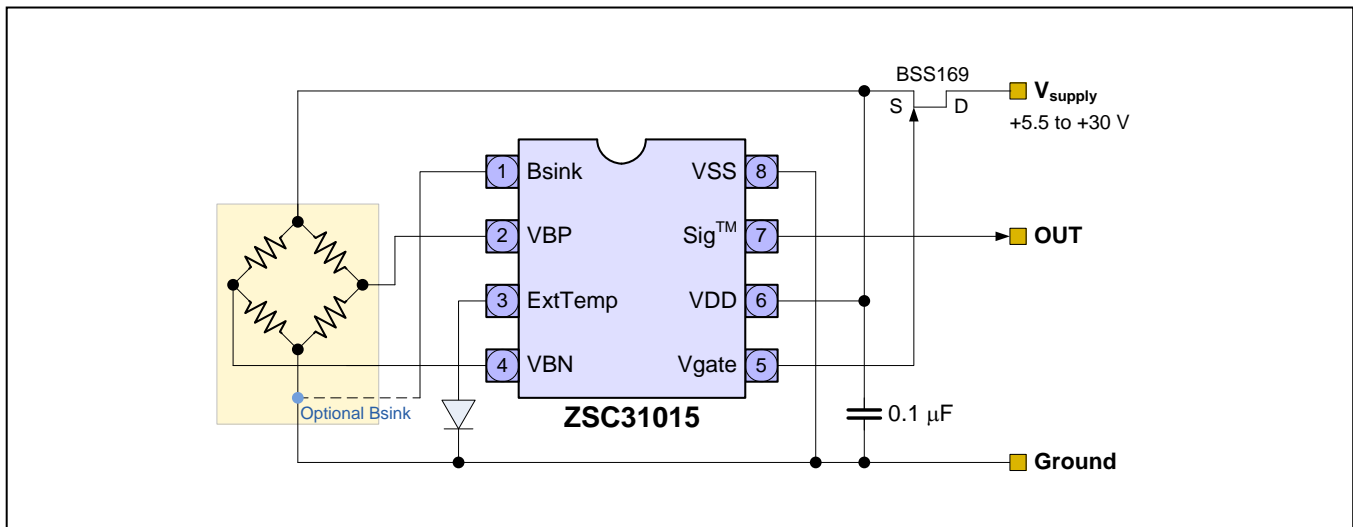 BSS169
S D
V_supply
+5.5 to +30 V
1 Bsink VSS 8
2 VBP Sig™ 7
OUT
3 ExtTemp VDD 6
4 VBN Vgate 5
Optional Bsink
0.1 μF
ZSC31015
Ground